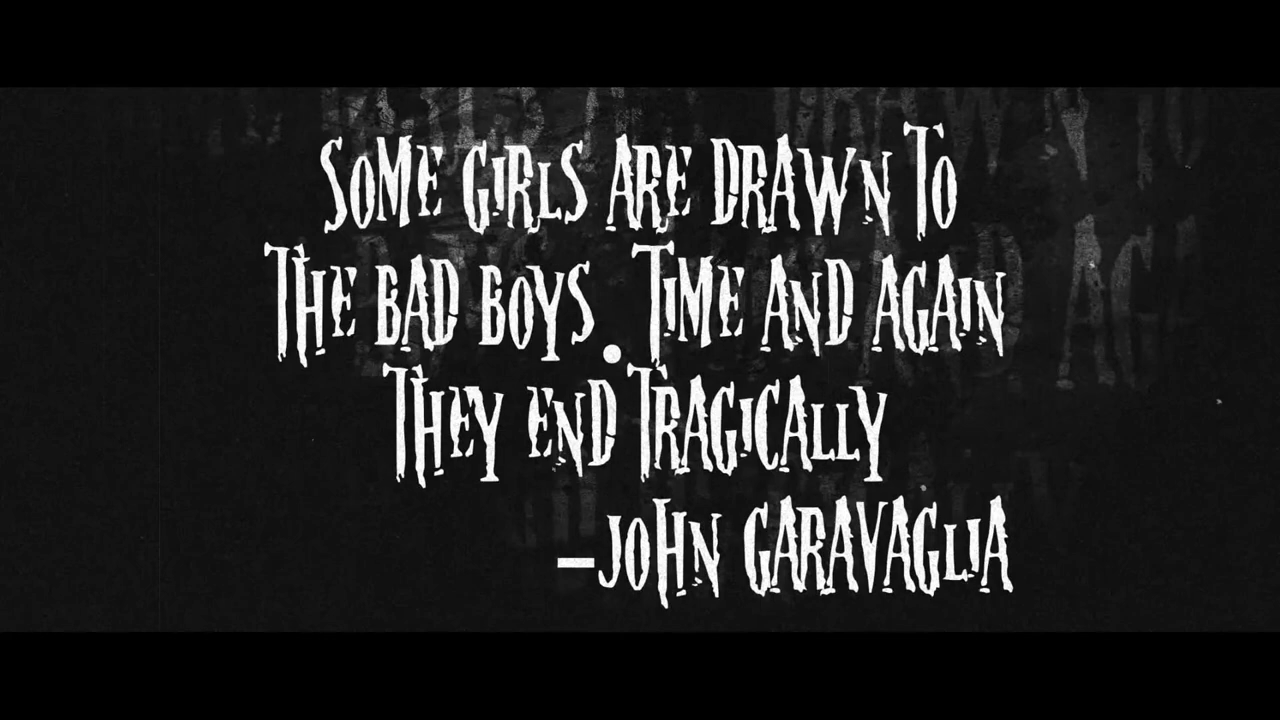 SOME GIRLS ARE DRAWN TO
THE BAD BOYS. TIME AND AGAIN
THEY END TRAGICALLY
–JOHN GARAVAGLIA